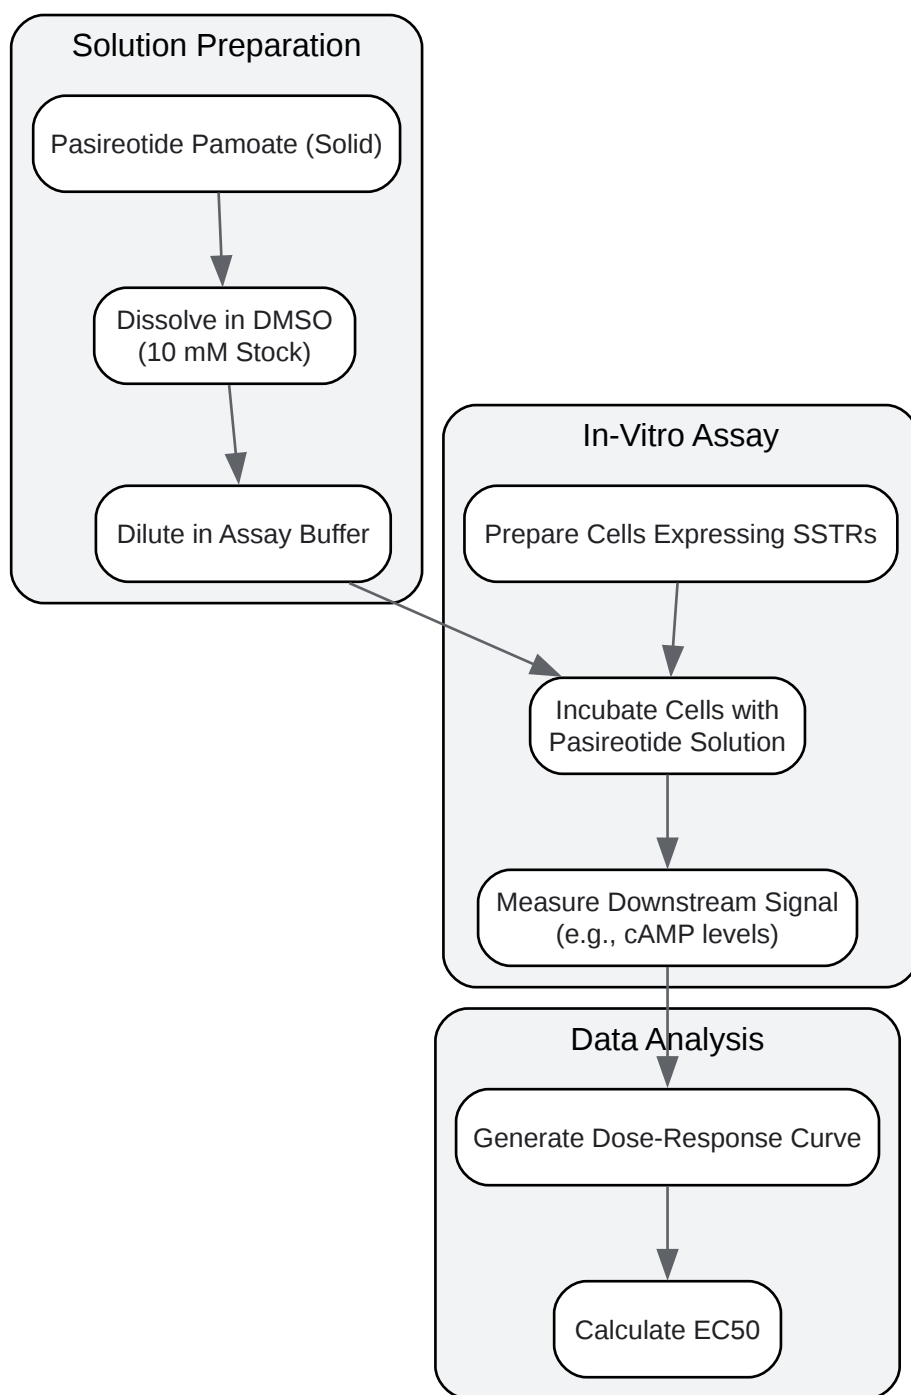 Solution Preparation
Pasireotide Pamoate (Solid)
Dissolve in DMSO
(10 mM Stock)
Dilute in Assay Buffer
In-Vitro Assay
Prepare Cells Expressing SSTRs
Incubate Cells with
Pasireotide Solution
Measure Downstream Signal
(e.g., cAMP levels)
Data Analysis
Generate Dose-Response Curve
Calculate EC50